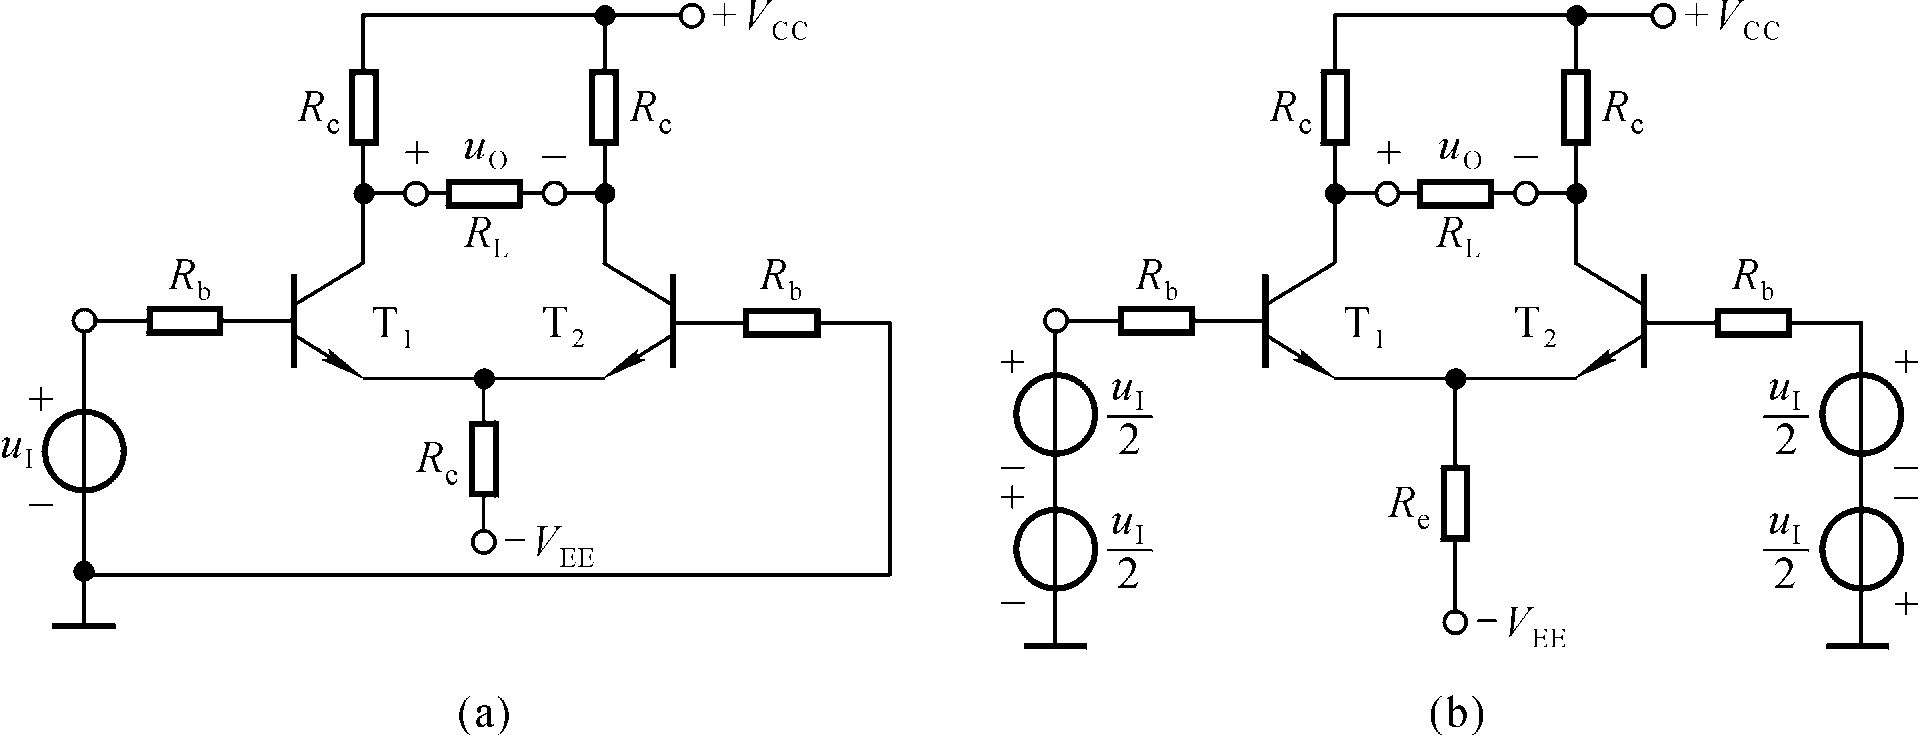 +V_CC
R_c R_c
+ u_O −
R_L
R_b R_b
T_1 T_2
+
u_I
−
R_c
−V_EE
(a)
+V_CC
R_c R_c
+ u_O −
R_L
R_b R_b
T_1 T_2
+ u_I/2 −
+ u_I/2 −
R_e
−V_EE
+ u_I/2 −
− u_I/2 +
(b)